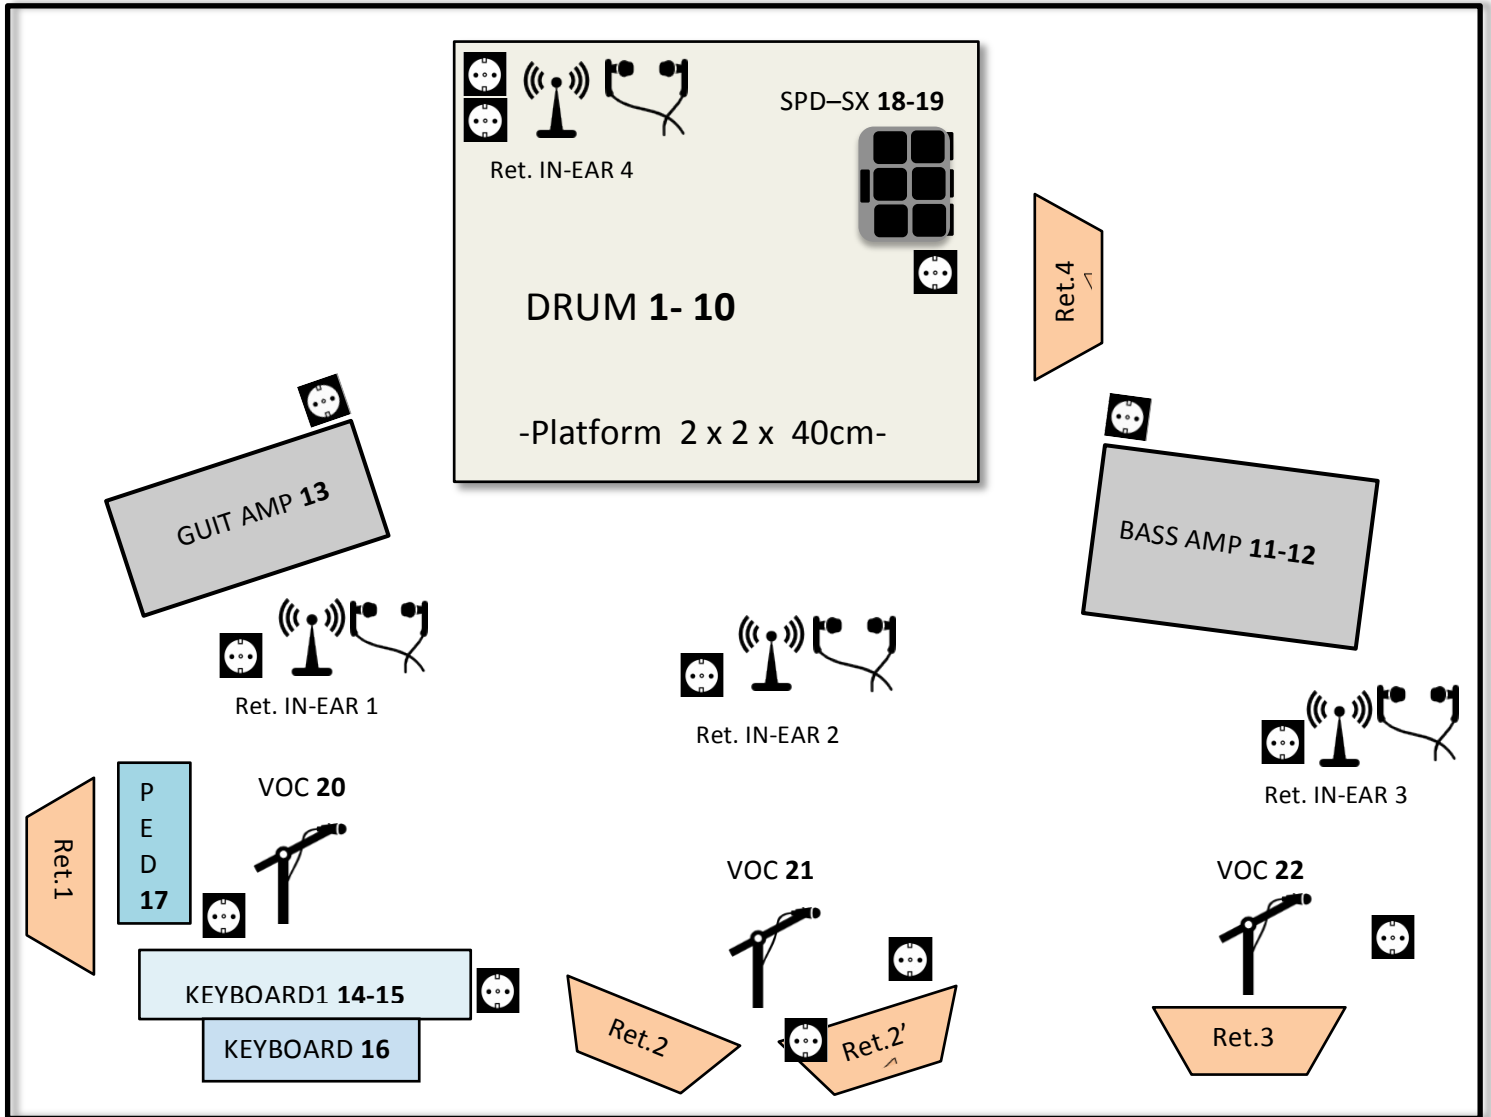 SPD–SX 18-19
Ret. IN-EAR 4
DRUM 1- 10
-Platform 2 x 2 x 40cm-
Ret.4
GUIT AMP 13
BASS AMP 11-12
Ret. IN-EAR 1
Ret. IN-EAR 2
Ret. IN-EAR 3
Ret.1
P
E
D
17
VOC 20
VOC 21
VOC 22
KEYBOARD1 14-15
KEYBOARD 16
Ret.2
Ret.2’
Ret.3